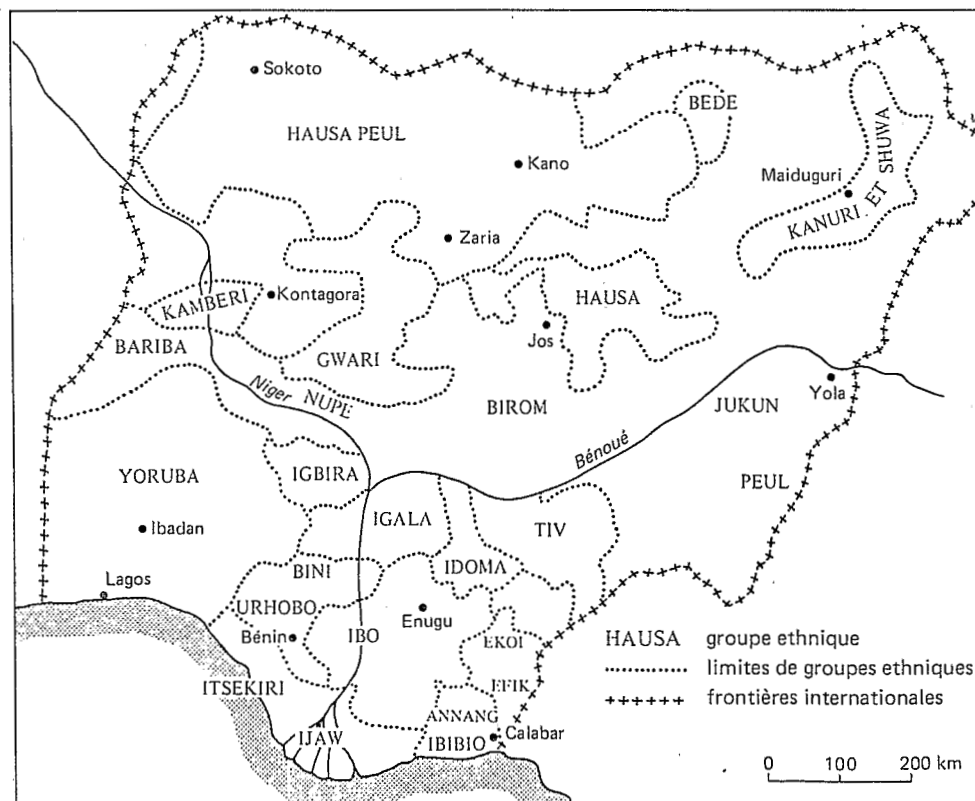 Sokoto
BEDE
HAUSA PEUL
Kano
Maiduguri
KANURI ET SHUWA
Zaria
KAMBERI
Kontagora
HAUSA
BARIBA
GWARI
Jos
Niger
NUPE
BIROM
JUKUN
Yola
Bénoué
YORUBA
IGBIRA
PEUL
Ibadan
IGALA
TIV
BINI
IDOMA
Lagos
URHOBO
Enugu
Bénin
IBO
EKOI
ITSEKIRI
EFIK
ANNANG
IJAW
IBIBIO
Calabar
HAUSA groupe ethnique
limites de groupes ethniques
frontières internationales
0 100 200 km